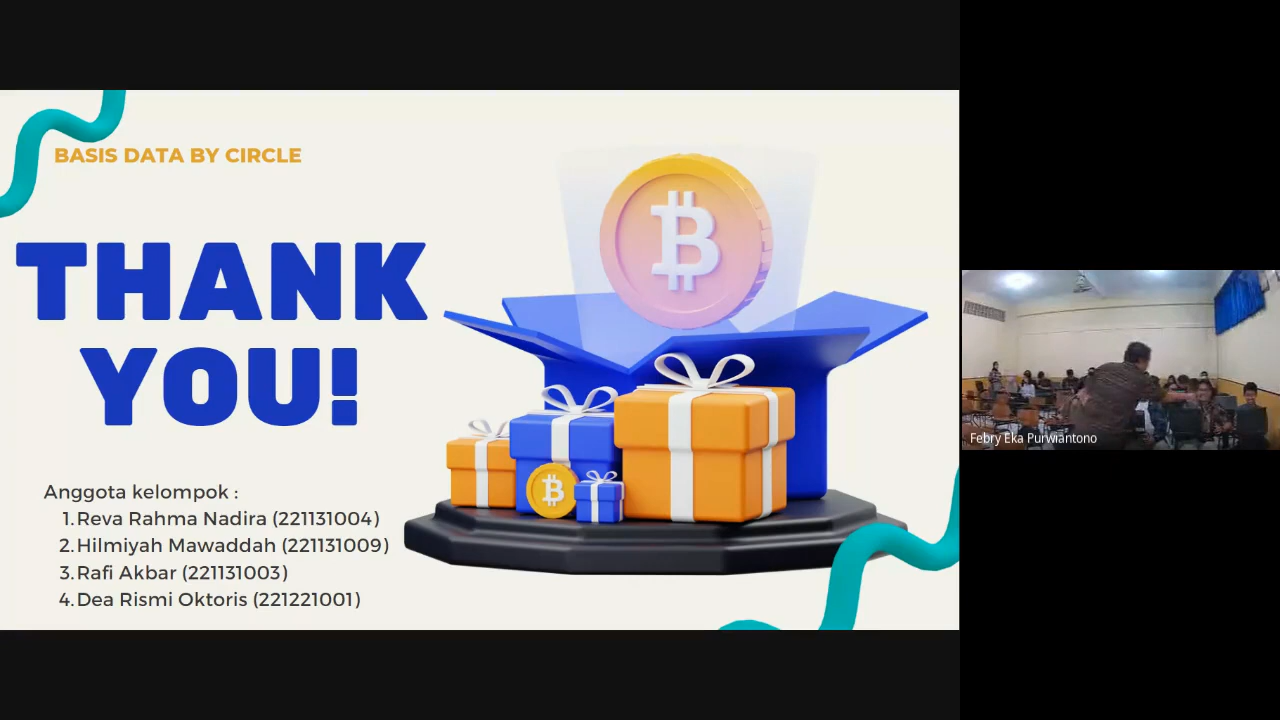 BASIS DATA BY CIRCLE
THANK
YOU!
Anggota kelompok :
1.Reva Rahma Nadira (221131004)
2.Hilmiyah Mawaddah (221131009)
3.Rafi Akbar (221131003)
4.Dea Rismi Oktoris (221221001)
Febry Eka Purwiantono